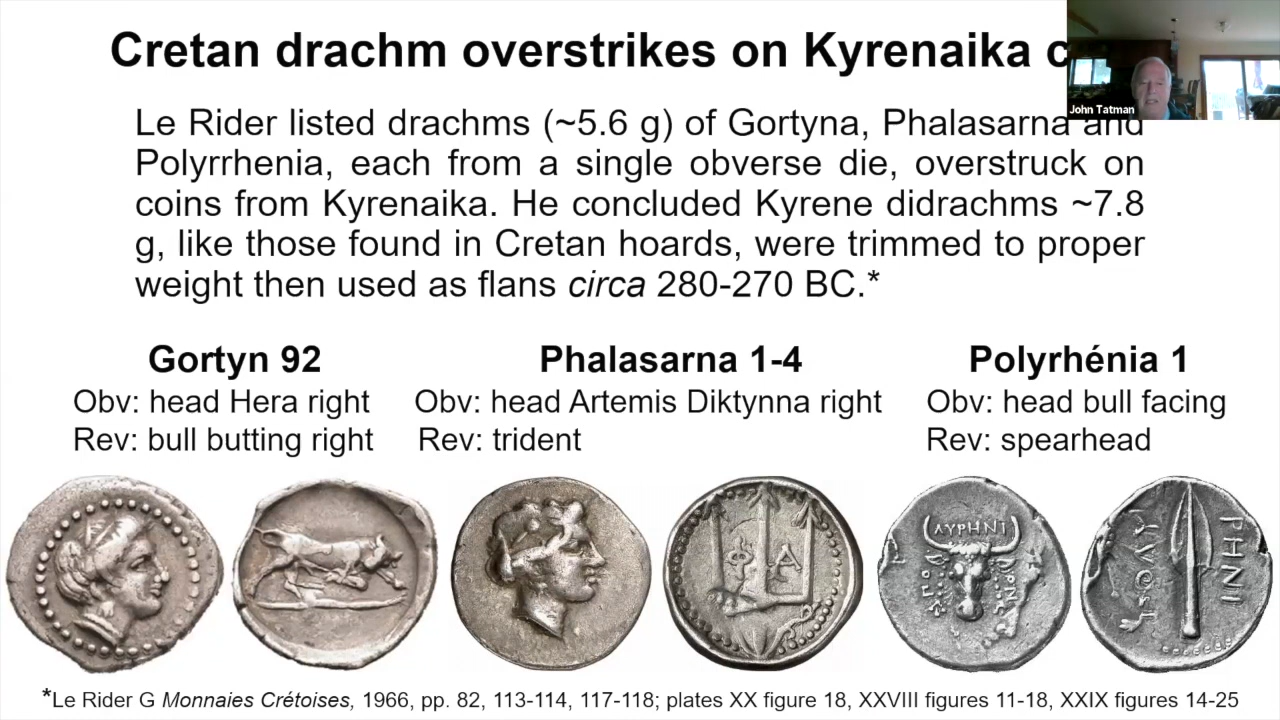 Cretan drachm overstrikes on Kyrenaika c
John Tatman
Le Rider listed drachms (~5.6 g) of Gortyna, Phalasarna and
Polyrrhenia, each from a single obverse die, overstruck on
coins from Kyrenaika. He concluded Kyrene didrachms ~7.8
g, like those found in Cretan hoards, were trimmed to proper
weight then used as flans circa 280-270 BC.*
Gortyn 92
Obv: head Hera right
Rev: bull butting right
Phalasarna 1-4
Obv: head Artemis Diktynna right
Rev: trident
Polyrhénia 1
Obv: head bull facing
Rev: spearhead
Φ Α
ΛΥΡΗΝΙ
ΡΗΝΙ
*Le Rider G Monnaies Crétoises, 1966, pp. 82, 113-114, 117-118; plates XX figure 18, XXVIII figures 11-18, XXIX figures 14-25